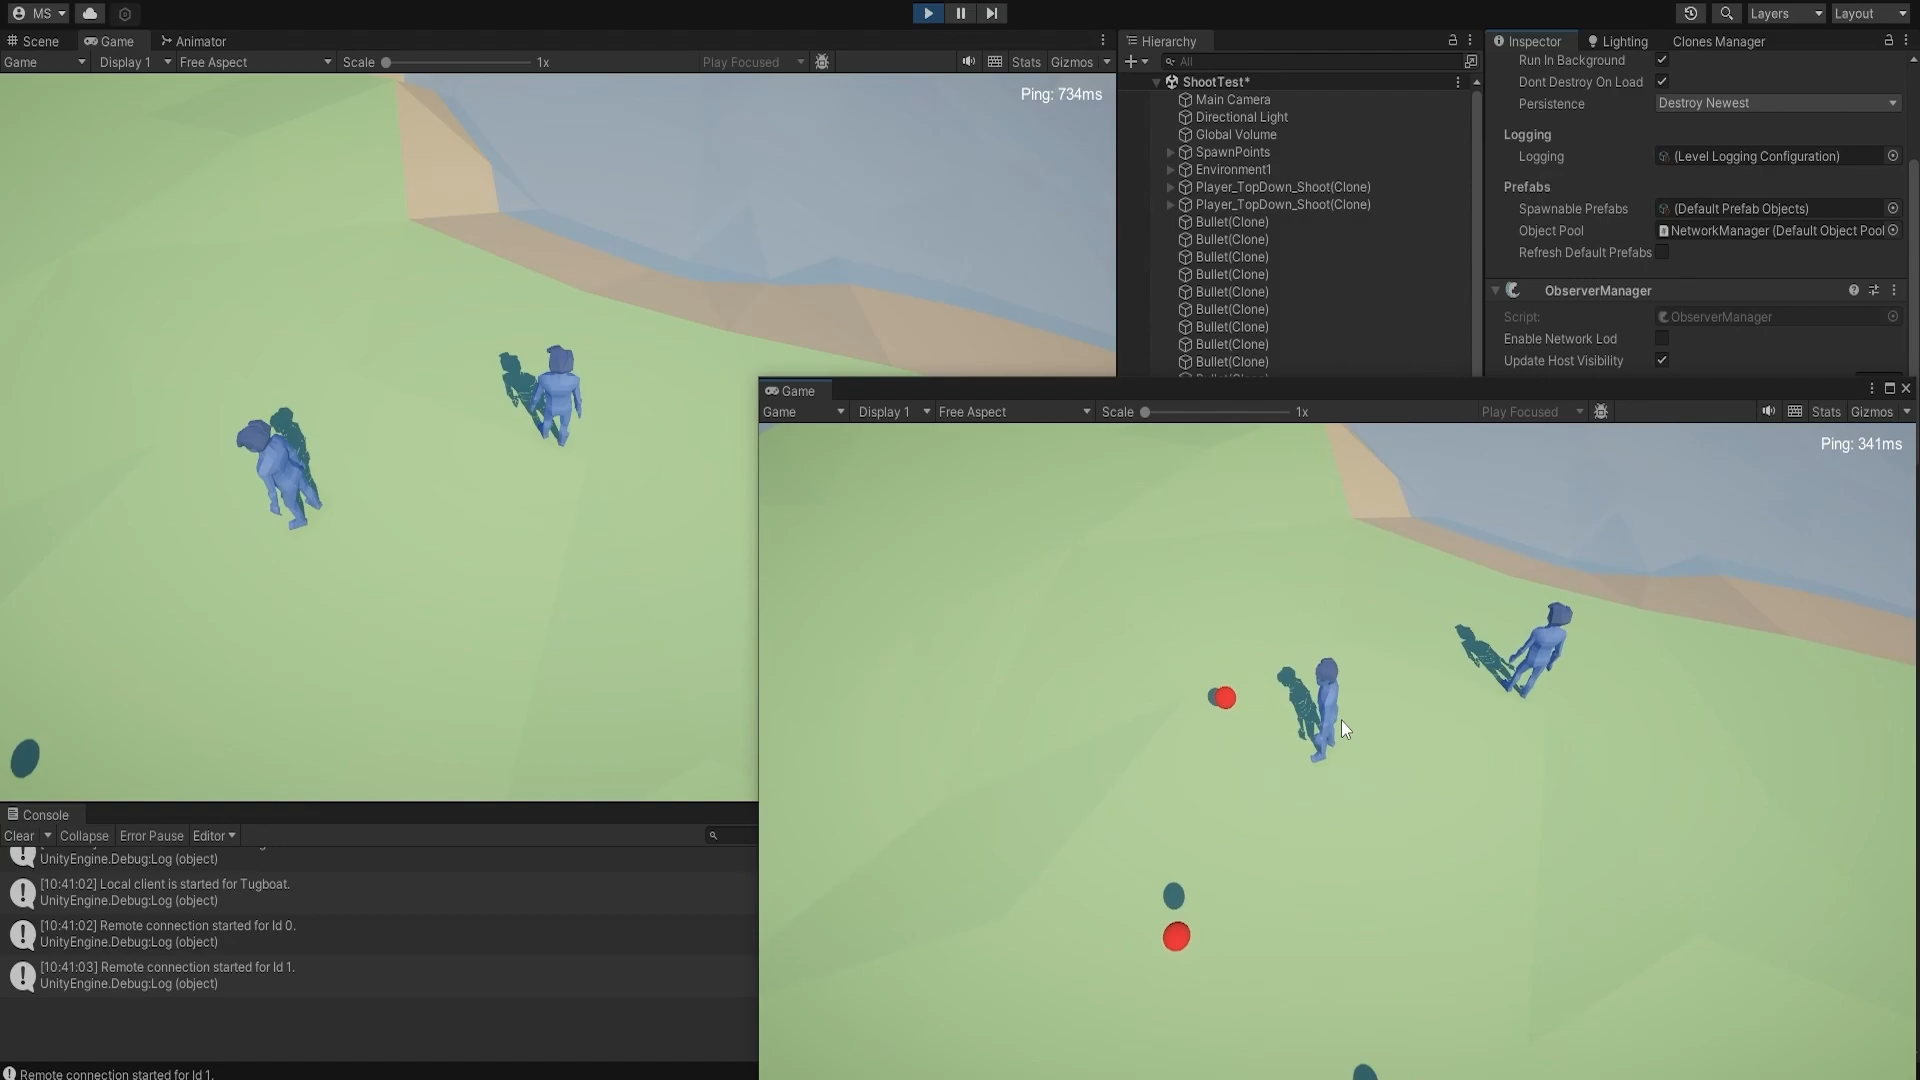 MS
Layers
Layout
Scene
Game
Animator
Game
Display 1
Free Aspect
Scale
1x
Play Focused
Stats
Gizmos
Ping: 734ms
Hierarchy
All
ShootTest*
Main Camera
Directional Light
Global Volume
SpawnPoints
Environment1
Player_TopDown_Shoot(Clone)
Player_TopDown_Shoot(Clone)
Bullet(Clone)
Bullet(Clone)
Bullet(Clone)
Bullet(Clone)
Bullet(Clone)
Bullet(Clone)
Bullet(Clone)
Bullet(Clone)
Bullet(Clone)
Inspector
Lighting
Clones Manager
Run In Background
Dont Destroy On Load
Persistence
Destroy Newest
Logging
Logging
(Level Logging Configuration)
Prefabs
Spawnable Prefabs
(Default Prefab Objects)
Object Pool
NetworkManager (Default Object Pool
Refresh Default Prefabs
ObserverManager
Script:
ObserverManager
Enable Network Lod
Update Host Visibility
Game
Game
Display 1
Free Aspect
Scale
1x
Play Focused
Stats
Gizmos
Ping: 341ms
Console
Clear
Collapse
Error Pause
Editor
UnityEngine.Debug:Log (object)
[10:41:02] Local client is started for Tugboat.
UnityEngine.Debug:Log (object)
[10:41:02] Remote connection started for Id 0.
UnityEngine.Debug:Log (object)
[10:41:03] Remote connection started for Id 1.
UnityEngine.Debug:Log (object)
Remote connection started for Id 1.